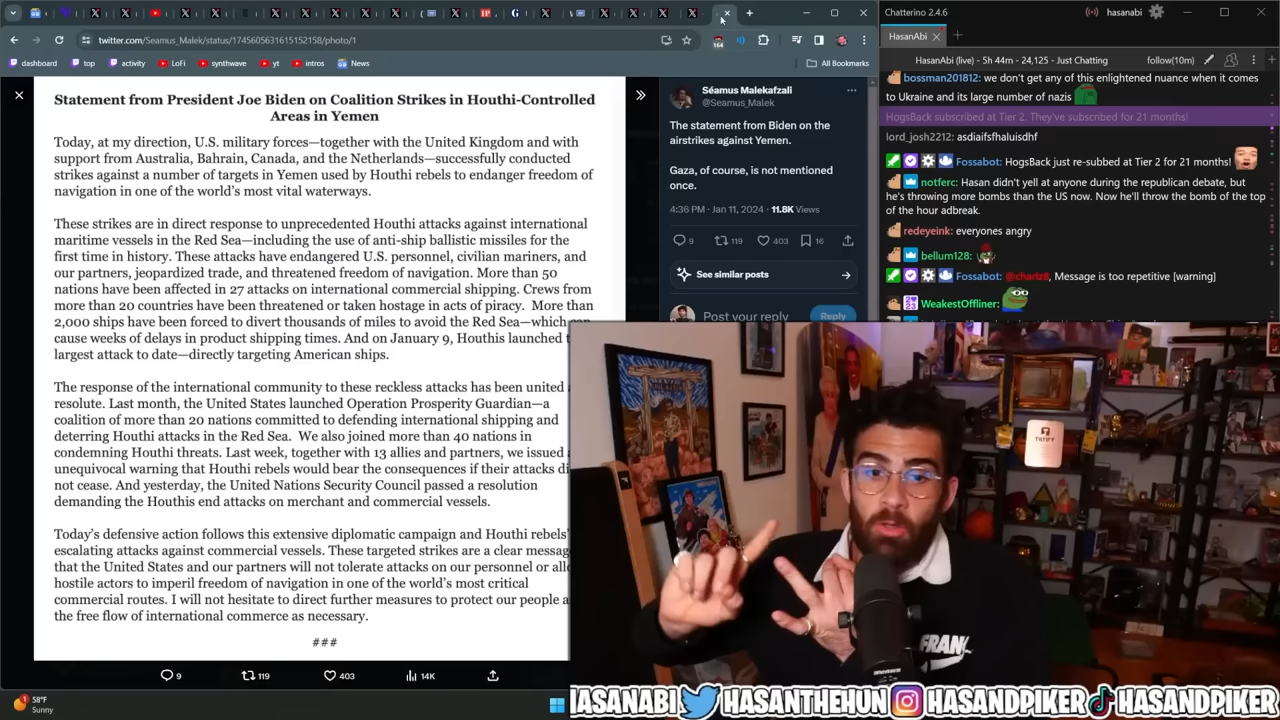 Chatterino 2.4.6
hasanabi
twitter.com/Seamus_Malek/status/1745605631615152158/photo/1
164
HasanAbi
HasanAbi (live) - 5h 44m - 24,125 - Just Chatting
follow(10m)
dashboard
top
activity
LoFi
synthwave
yt
intros
News
All Bookmarks
Statement from President Joe Biden on Coalition Strikes in Houthi-Controlled
Areas in Yemen
Today, at my direction, U.S. military forces—together with the United Kingdom and with
support from Australia, Bahrain, Canada, and the Netherlands—successfully conducted
strikes against a number of targets in Yemen used by Houthi rebels to endanger freedom of
navigation in one of the world's most vital waterways.
These strikes are in direct response to unprecedented Houthi attacks against international
maritime vessels in the Red Sea—including the use of anti-ship ballistic missiles for the
first time in history. These attacks have endangered U.S. personnel, civilian mariners, and
our partners, jeopardized trade, and threatened freedom of navigation. More than 50
nations have been affected in 27 attacks on international commercial shipping. Crews from
more than 20 countries have been threatened or taken hostage in acts of piracy.  More than
2,000 ships have been forced to divert thousands of miles to avoid the Red Sea—which can
cause weeks of delays in product shipping times. And on January 9, Houthis launched
largest attack to date—directly targeting American ships.
The response of the international community to these reckless attacks has been united
resolute. Last month, the United States launched Operation Prosperity Guardian—a
coalition of more than 20 nations committed to defending international shipping and
deterring Houthi attacks in the Red Sea.  We also joined more than 40 nations in
condemning Houthi threats. Last week, together with 13 allies and partners, we issued
unequivocal warning that Houthi rebels would bear the consequences if their attacks di
not cease. And yesterday, the United Nations Security Council passed a resolution
demanding the Houthis end attacks on merchant and commercial vessels.
Today's defensive action follows this extensive diplomatic campaign and Houthi rebels'
escalating attacks against commercial vessels. These targeted strikes are a clear messag
that the United States and our partners will not tolerate attacks on our personnel or allo
hostile actors to imperil freedom of navigation in one of the world's most critical
commercial routes. I will not hesitate to direct further measures to protect our people a
the free flow of international commerce as necessary.
###
9
119
403
14K
Séamus Malekafzali
@Seamus_Malek
The statement from Biden on the
airstrikes against Yemen.
Gaza, of course, is not mentioned
once.
4:36 PM · Jan 11, 2024 · 11.8K Views
9
119
403
16
See similar posts
Post your reply
Reply
bossman201812: we don't get any of this enlightened nuance when it comes
to Ukraine and its large number of nazis
HogsBack subscribed at Tier 2. They've subscribed for 21 months!
lord_josh2212: asdiaifsfhaluisdhf
Fossabot: HogsBack just re-subbed at Tier 2 for 21 months!
notferc: Hasan didn't yell at anyone during the republican debate, but
he's throwing more bombs than the US now. Now he'll throw the bomb of the top
of the hour adbreak.
redeyeink: everyones angry
bellum128:
Fossabot: @charlz8, Message is too repetitive [warning]
WeakestOffliner:
TILTIFY
FRAN
58°F
Sunny
IASANABI
HASANTHEHUN
HASANDPIKER
HASANDPIKER